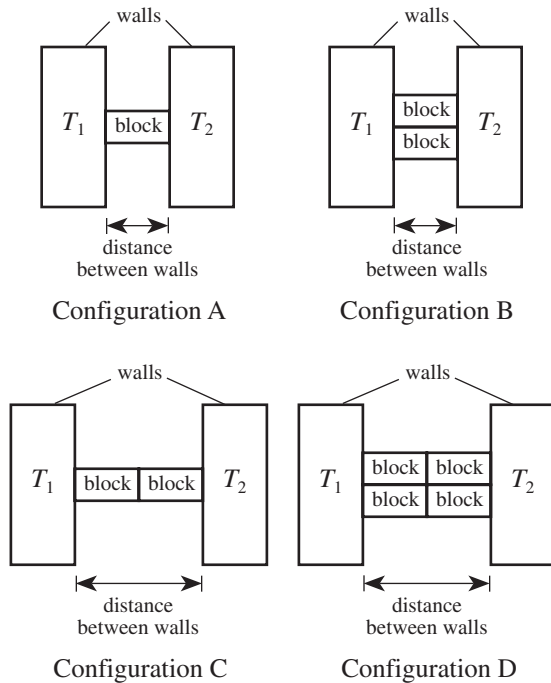 walls walls
T1 block T2 T1 block T2
block
distance distance
between walls between walls
Configuration A Configuration B
walls walls
T1 block block T2 T1 block block T2
block block
distance distance
between walls between walls
Configuration C Configuration D